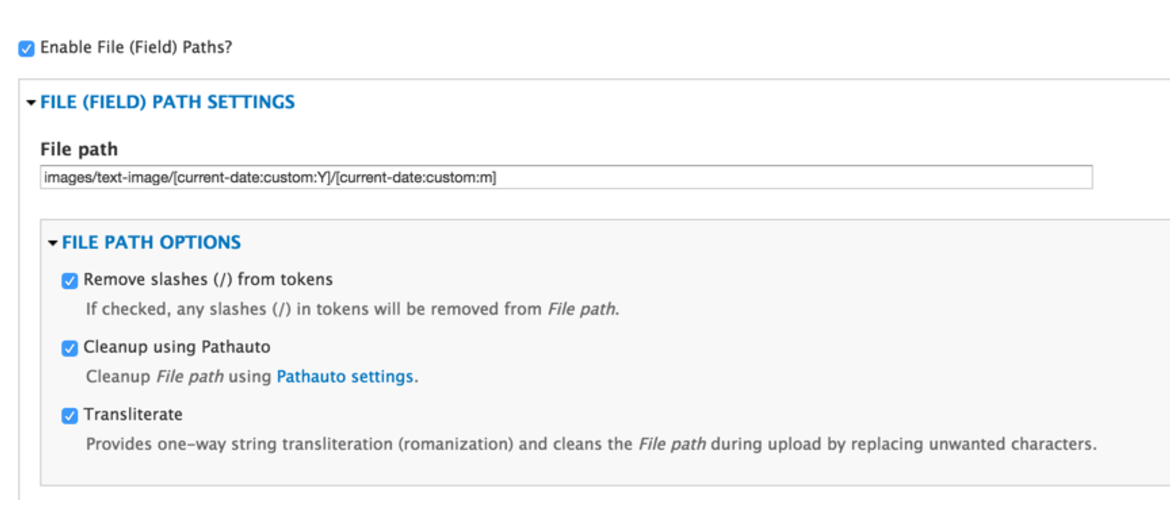 Enable File (Field) Paths?
FILE (FIELD) PATH SETTINGS
File path
images/text-image/[current-date:custom:Y]/[current-date:custom:m]
FILE PATH OPTIONS
Remove slashes (/) from tokens
If checked, any slashes (/) in tokens will be removed from File path.
Cleanup using Pathauto
Cleanup File path using Pathauto settings.
Transliterate
Provides one-way string transliteration (romanization) and cleans the File path during upload by replacing unwanted characters.